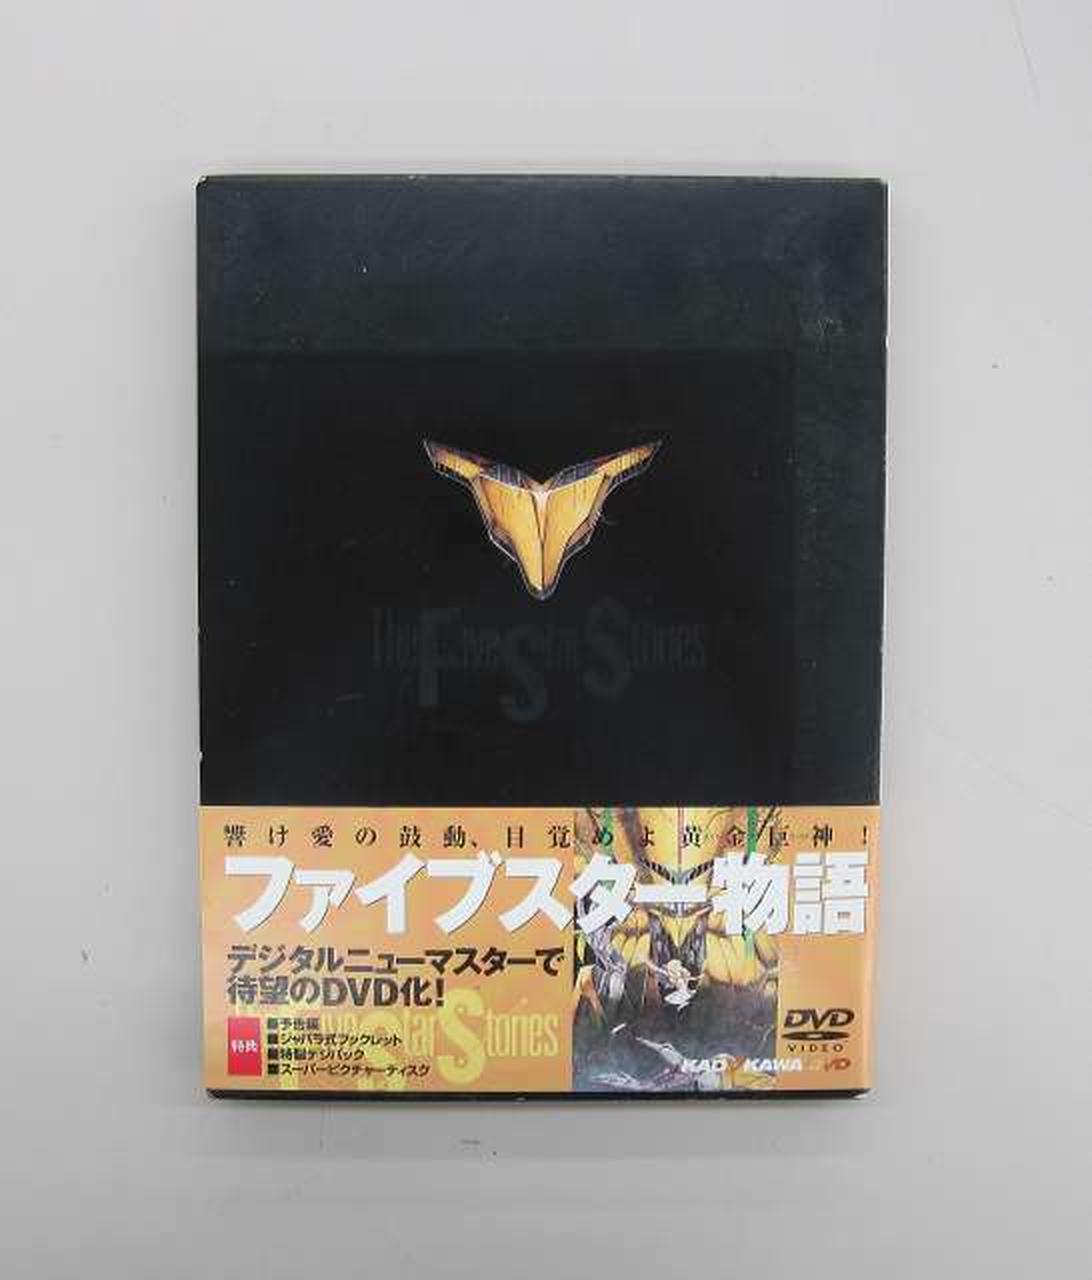 The Five Star Stories
響け愛の鼓動、目覚めよ黄金巨神!
ファイブスター物語
デジタルニューマスターで
待望のDVD化!
Five Star Stories
特典
■予告編
■ジャバラ式ブックレット
■特製デジパック
■スーパーピクチャーディスク
DVD
VIDEO
KADOKAWA DVD